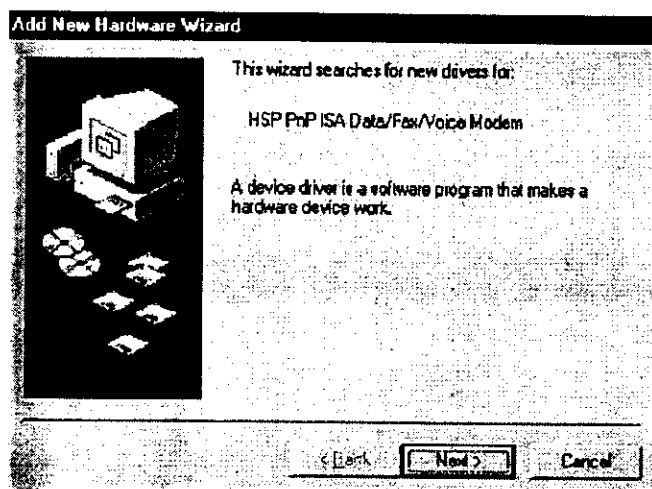 Add New Hardware Wizard
This wizard searches for new drivers for:
HSP PnP ISA Data/Fax/Voice Modem
A device driver is a software program that makes a
hardware device work.
< Back
Next >
Cancel